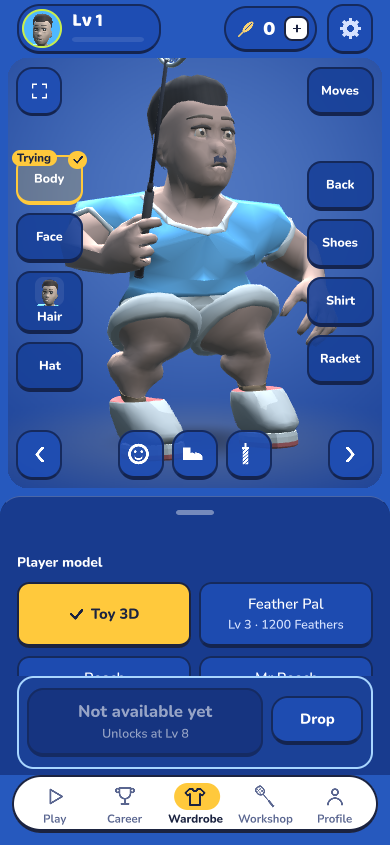 Lv 1
0
+
Moves
Trying
Body
Back
Face
Shoes
Hair
Shirt
Hat
Racket
Player model
Toy 3D
Feather Pal
Lv 3 · 1200 Feathers
Not available yet
Unlocks at Lv 8
Drop
Play
Career
Wardrobe
Workshop
Profile